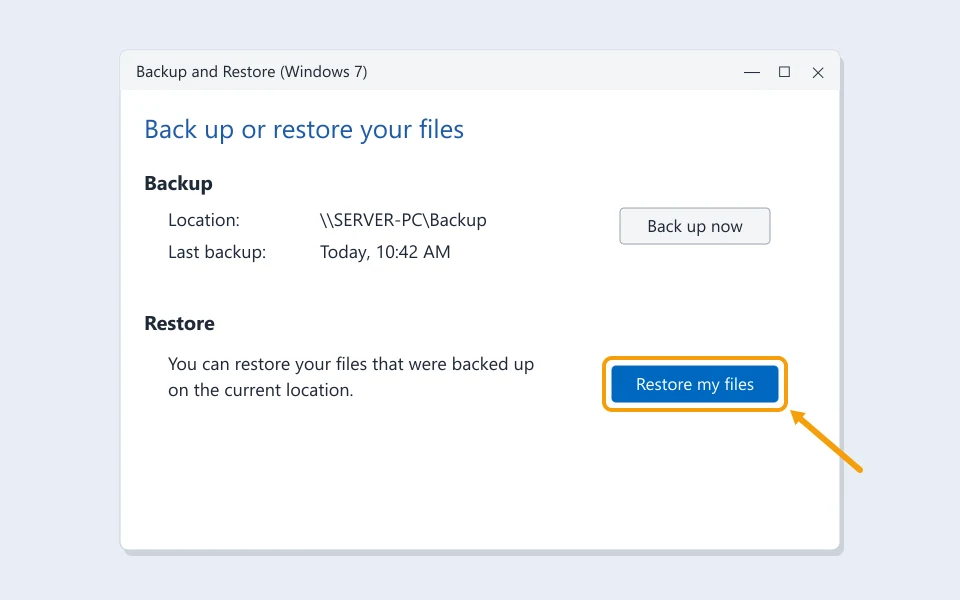 Backup and Restore (Windows 7)
Back up or restore your files
Backup
Location: \\SERVER-PC\Backup
Back up now
Last backup: Today, 10:42 AM
Restore
You can restore your files that were backed up
on the current location.
Restore my files